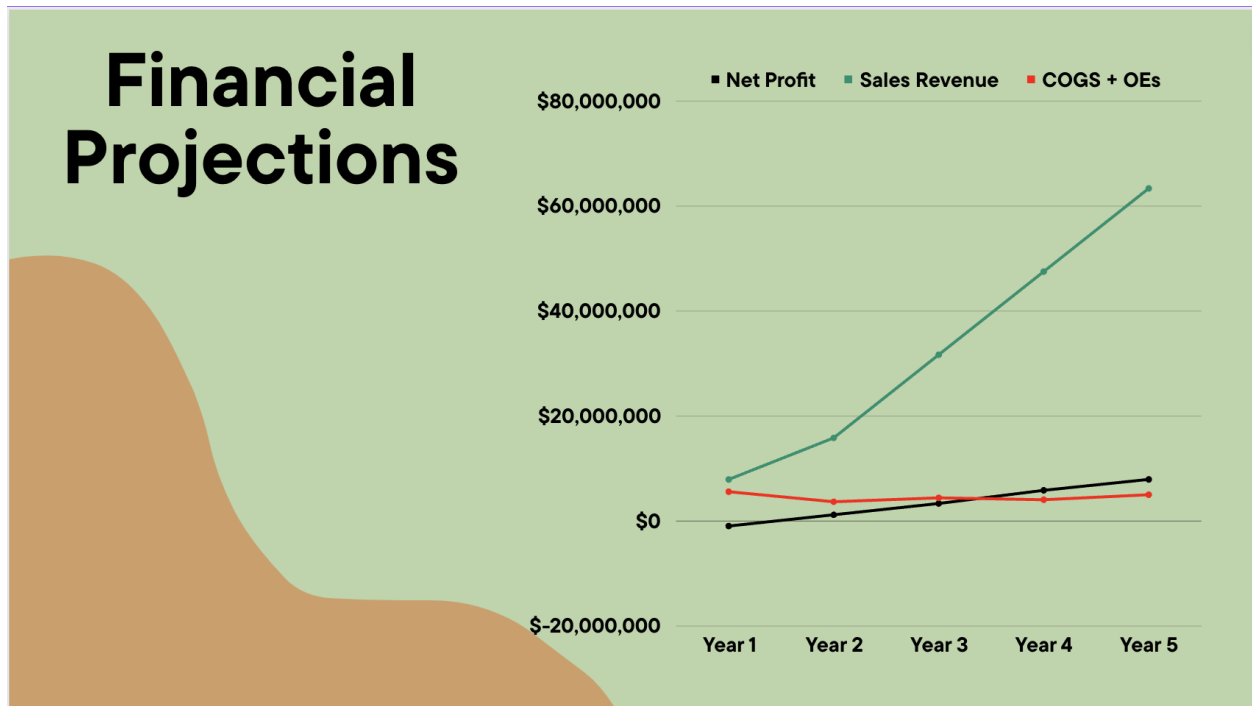 Financial
Projections
Net Profit Sales Revenue COGS + OEs
$80,000,000
$60,000,000
$40,000,000
$20,000,000
$0
$-20,000,000
Year 1 Year 2 Year 3 Year 4 Year 5